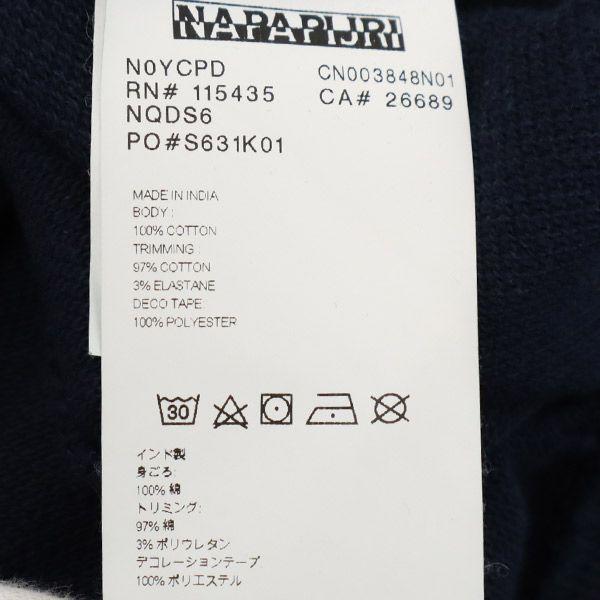 NAPAPIJRI
N0YCPD CN003848N01
RN# 115435 CA# 26689
NQDS6
PO#S631K01
MADE IN INDIA
BODY :
100% COTTON
TRIMMING :
97% COTTON
3% ELASTANE
DECO TAPE:
100% POLYESTER
30
インド製
身ごろ:
100% 綿
トリミング:
97% 綿
3% ポリウレタン
デコレーションテープ
100% ポリエステル